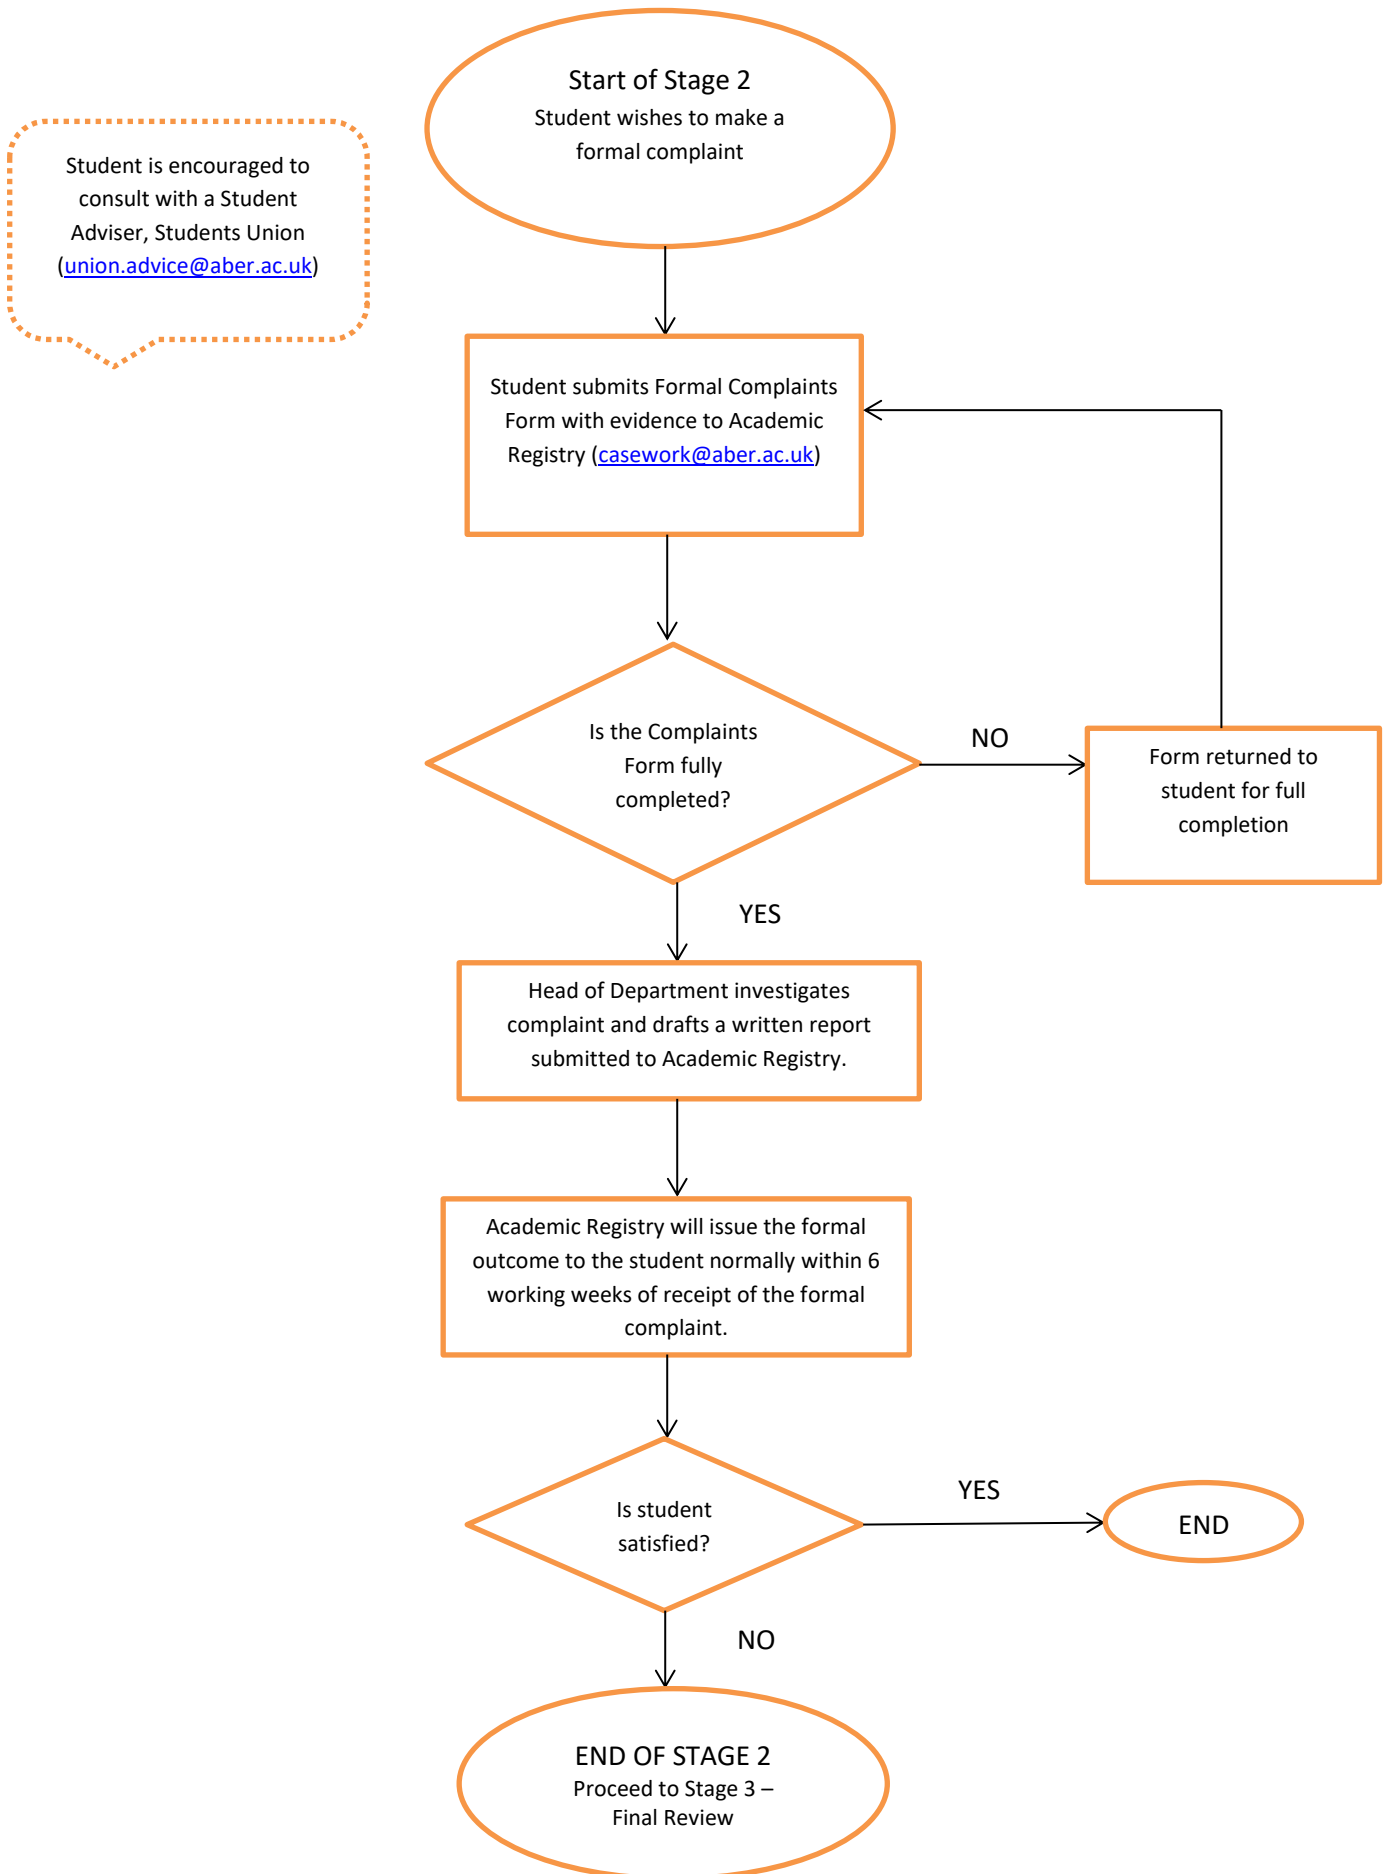 Start of Stage 2
Student wishes to make a
formal complaint
Student is encouraged to
consult with a Student
Adviser, Students Union
(union.advice@aber.ac.uk)
Student submits Formal Complaints
Form with evidence to Academic
Registry (casework@aber.ac.uk)
Is the Complaints
Form fully
completed?
NO
Form returned to
student for full
completion
YES
Head of Department investigates
complaint and drafts a written report
submitted to Academic Registry.
Academic Registry will issue the formal
outcome to the student normally within 6
working weeks of receipt of the formal
complaint.
Is student
satisfied?
YES
END
NO
END OF STAGE 2
Proceed to Stage 3 –
Final Review